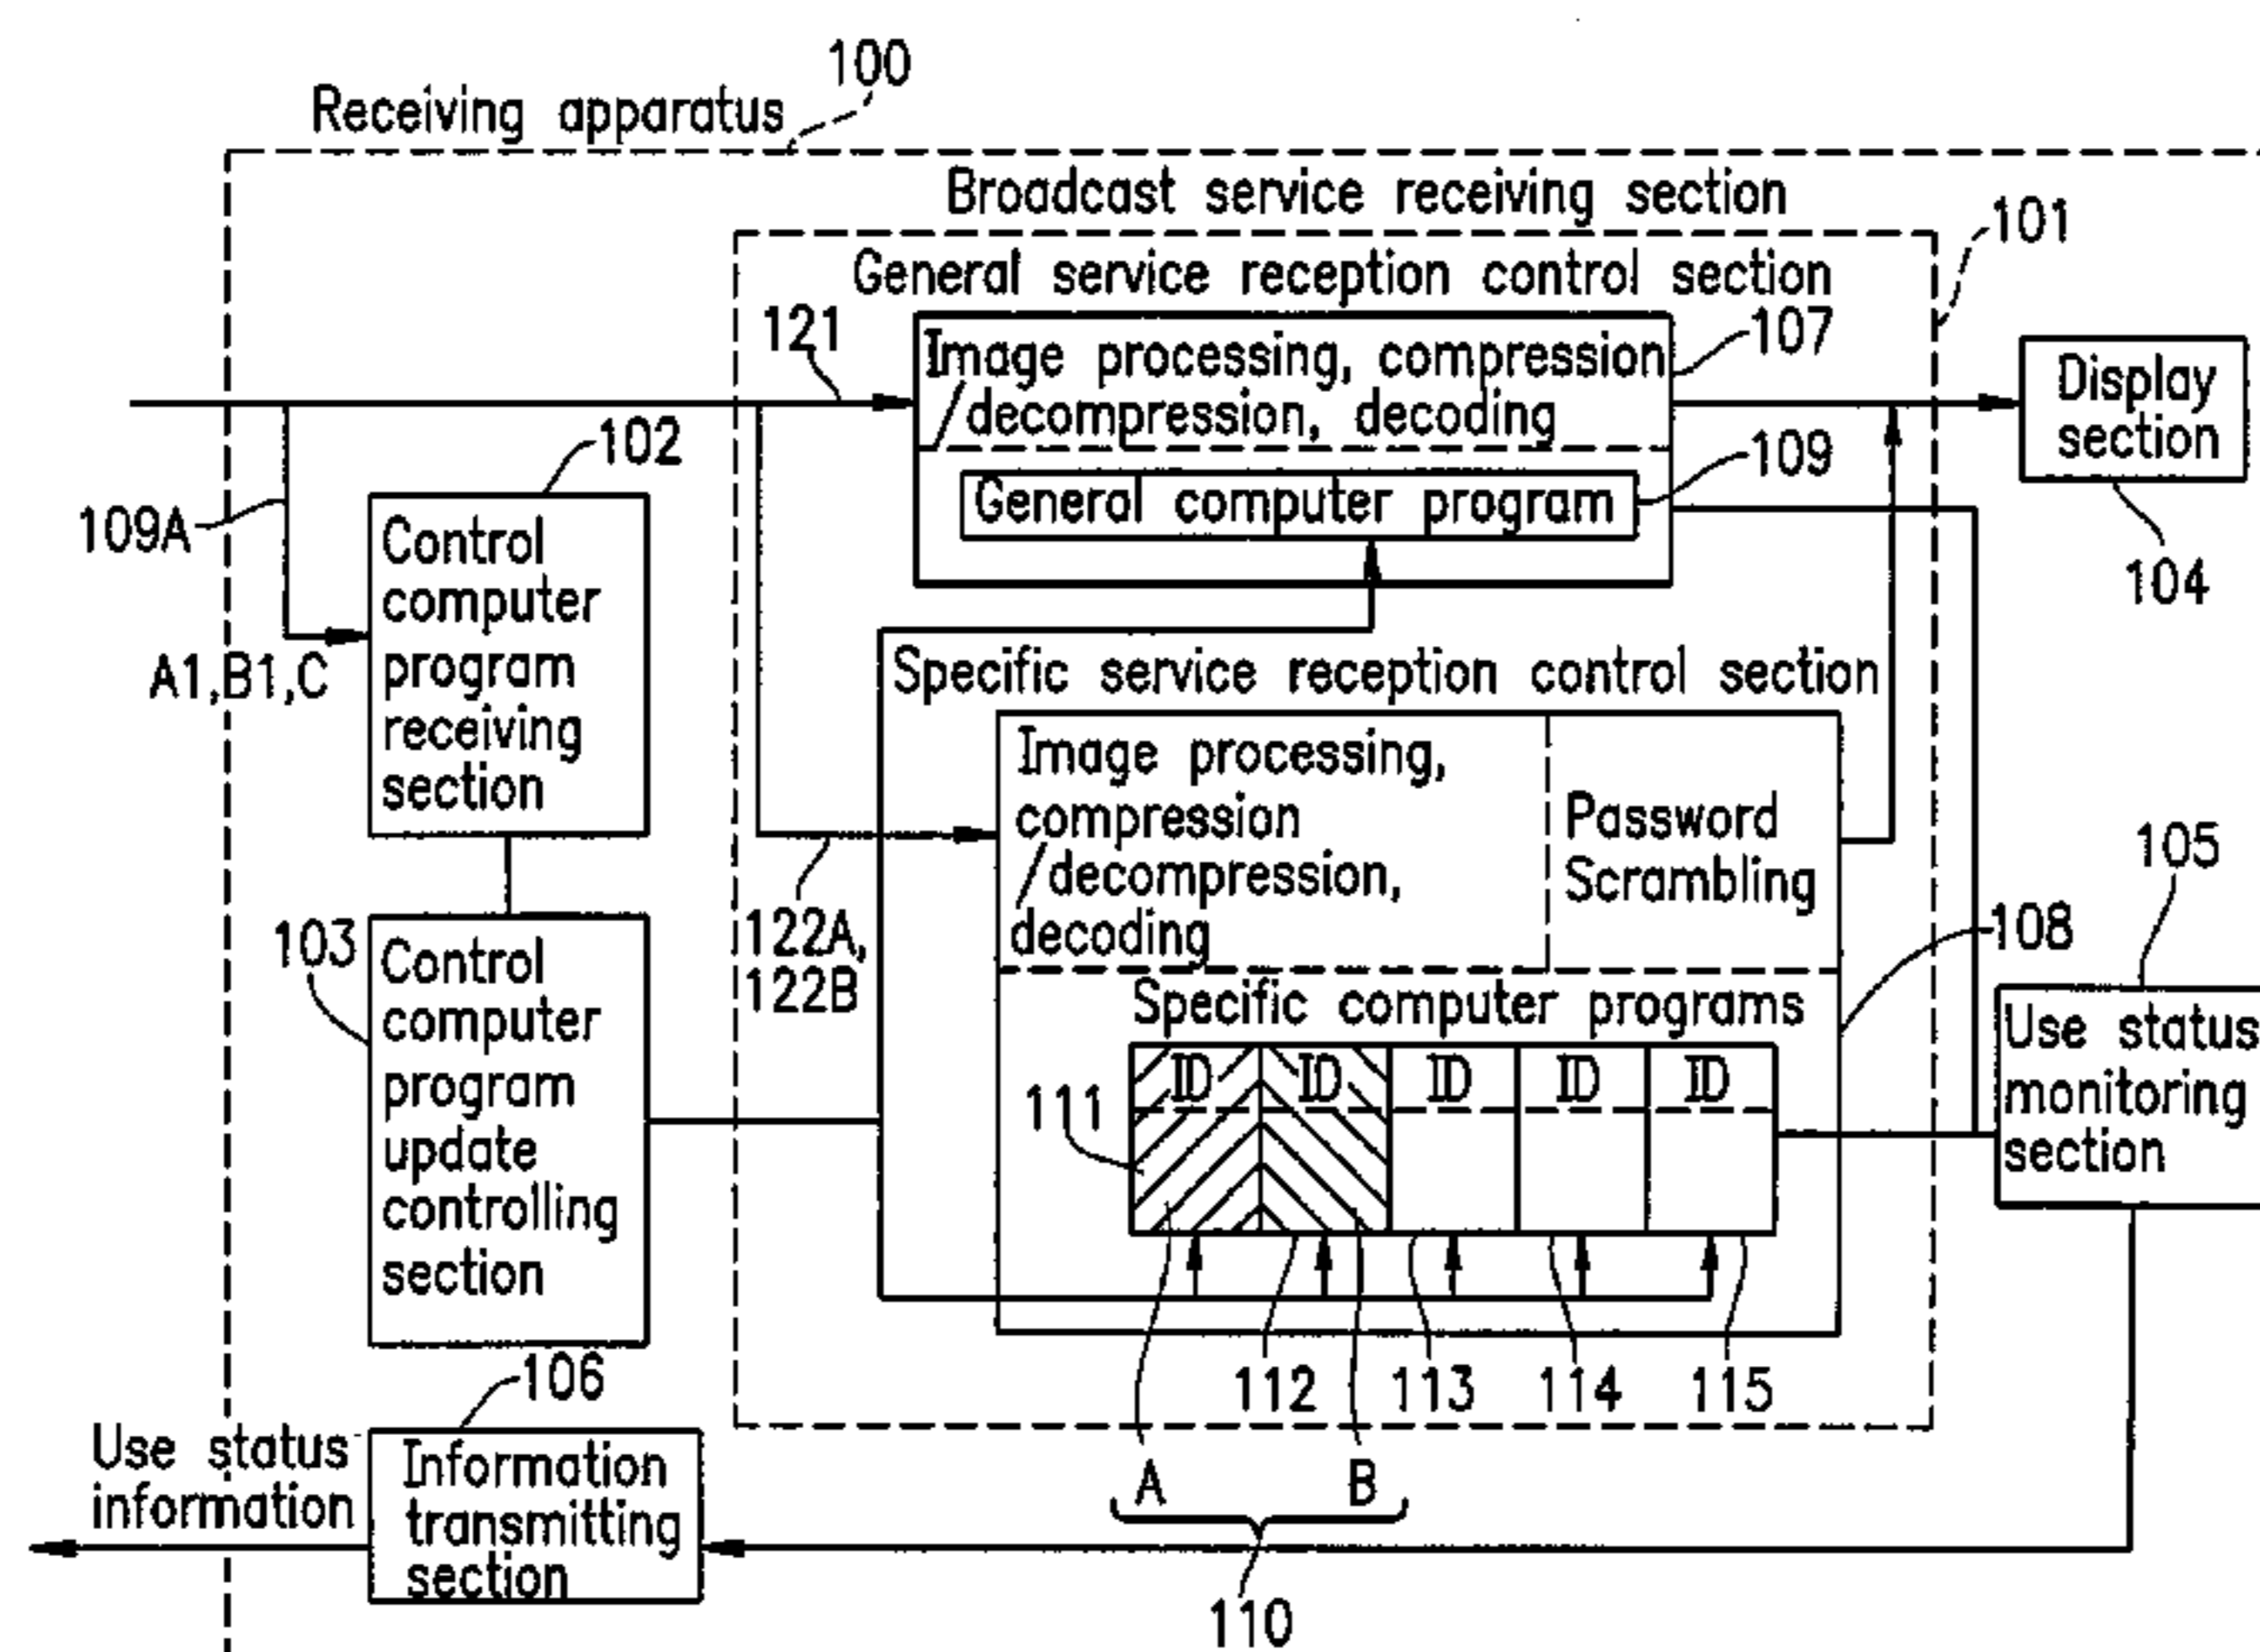 100
Receiving apparatus
Broadcast service receiving section
101
General service reception control section
121
107
Image processing, compression
/decompression, decoding
Display
section
104
102
109
General computer program
109A
Control
computer
program
receiving
section
A1,B1,C
Specific service reception control section
Image processing,
compression
/decompression,
decoding
Password
Scrambling
122A,
122B
105
108
103
Control
computer
program
update
controlling
section
Specific computer programs
ID ID ID ID ID
111
Use status
monitoring
section
112 113 114 115
106
Use status
information
Information
transmitting
section
A B
110